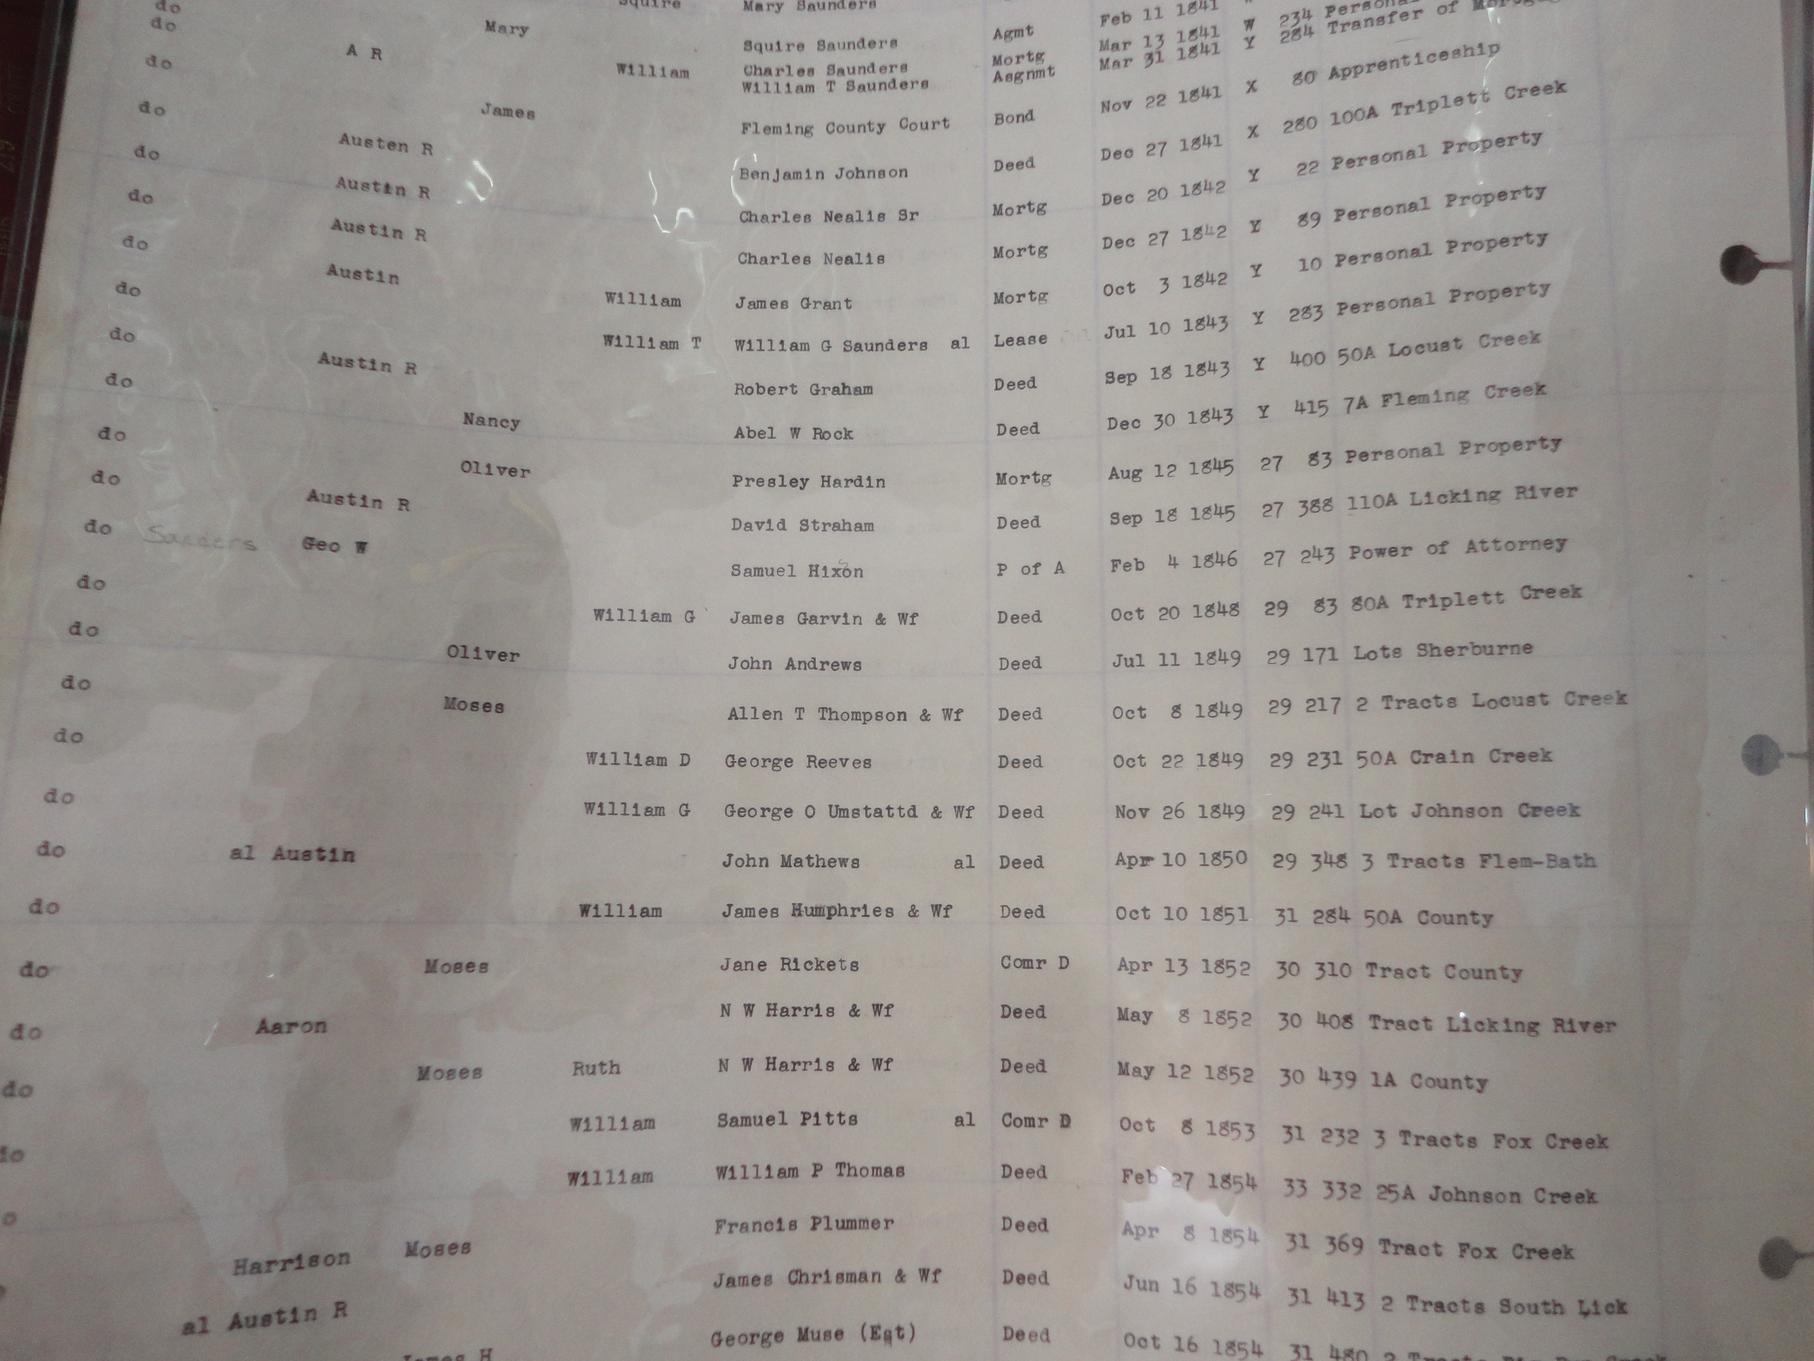 do Squire Mary Saunders
do Mary Squire Saunders Agmt Feb 11 1841
do A R Charles Saunders Mortg Mar 13 1841 W 234
William William T Saunders Asgnmt Mar 31 1841 Y 284 Transfer of
do James Fleming County Court Bond Nov 22 1841 X 80 Apprenticeship
do Austen R Benjamin Johnson Deed Dec 27 1841 X 280 100A Triplett Creek
do Austin R Charles Nealis Sr Mortg Dec 20 1842 Y 22 Personal Property
do Austin R Charles Nealis Mortg Dec 27 1842 Y 89 Personal Property
do Austin William James Grant Mortg Oct 3 1842 Y 10 Personal Property
do William T William G Saunders al Lease Jul 10 1843 Y 283 Personal Property
do Austin R Robert Graham Deed Sep 18 1843 Y 400 50A Locust Creek
do Nancy Abel W Rock Deed Dec 30 1843 Y 415 7A Fleming Creek
do Oliver Presley Hardin Mortg Aug 12 1845 27 83 Personal Property
do Austin R David Straham Deed Sep 18 1845 27 388 110A Licking River
do Saunders Geo W Samuel Hixon P of A Feb 4 1846 27 243 Power of Attorney
do William G James Garvin & Wf Deed Oct 20 1848 29 83 80A Triplett Creek
do Oliver John Andrews Deed Jul 11 1849 29 171 Lots Sherburne
do Moses Allen T Thompson & Wf Deed Oct 8 1849 29 217 2 Tracts Locust Creek
do William D George Reeves Deed Oct 22 1849 29 231 50A Crain Creek
do William G George O Umstattd & Wf Deed Nov 26 1849 29 241 Lot Johnson Creek
do al Austin John Mathews al Deed Apr 10 1850 29 348 3 Tracts Flem-Bath
do William James Humphries & Wf Deed Oct 10 1851 31 284 50A County
do Moses Jane Rickets Comr D Apr 13 1852 30 310 Tract County
do Aaron N W Harris & Wf Deed May 8 1852 30 408 Tract Licking River
do Moses Ruth N W Harris & Wf Deed May 12 1852 30 439 1A County
do William Samuel Pitts al Comr D Oct 8 1853 31 232 3 Tracts Fox Creek
William William P Thomas Deed Feb 27 1854 33 332 25A Johnson Creek
Harrison Moses Francis Plummer Deed Apr 8 1854 31 369 Tract Fox Creek
al Austin R James Chrisman & Wf Deed Jun 16 1854 31 413 2 Tracts South Lick
James H George Muse (Eqt) Deed Oct 16 1854 31 480 2 Tracts